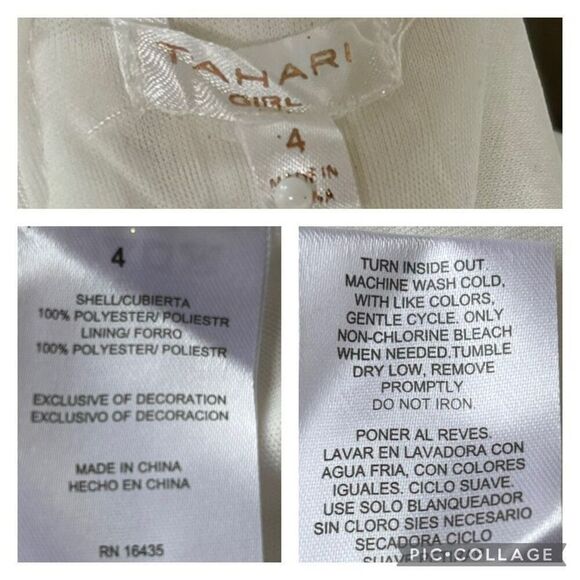 TAHARI
GIRL
4
MADE IN
4
SHELL/CUBIERTA
100% POLYESTER/ POLIESTR
LINING/ FORRO
100% POLYESTER/ POLIESTR
EXCLUSIVE OF DECORATION
EXCLUSIVO OF DECORACION
MADE IN CHINA
HECHO EN CHINA
RN 16435
TURN INSIDE OUT.
MACHINE WASH COLD,
WITH LIKE COLORS,
GENTLE CYCLE. ONLY
NON-CHLORINE BLEACH
WHEN NEEDED.TUMBLE
DRY LOW, REMOVE
PROMPTLY
DO NOT IRON.
PONER AL REVES.
LAVAR EN LAVADORA CON
AGUA FRIA, CON COLORES
IGUALES. CICLO SUAVE.
USE SOLO BLANQUEADOR
SIN CLORO SIES NECESARIO
SECADORA CICLO
PIC•COLLAGE